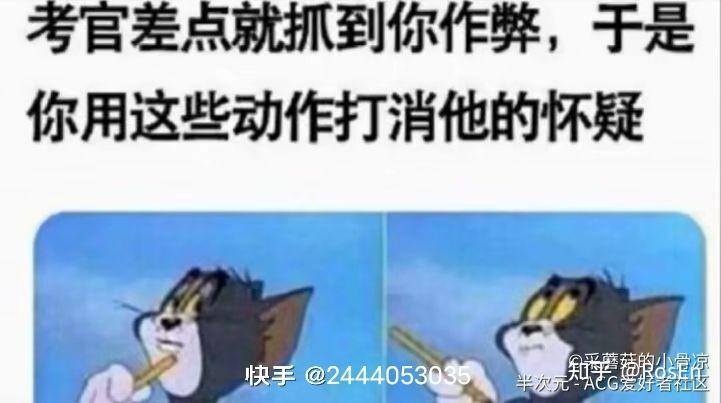 考官差点就抓到你作弊，于是
你用这些动作打消他的怀疑
快手 @2444053035
@采蘑菇的小骨凉
知乎 @RosEn
半次元 - ACG爱好者社区